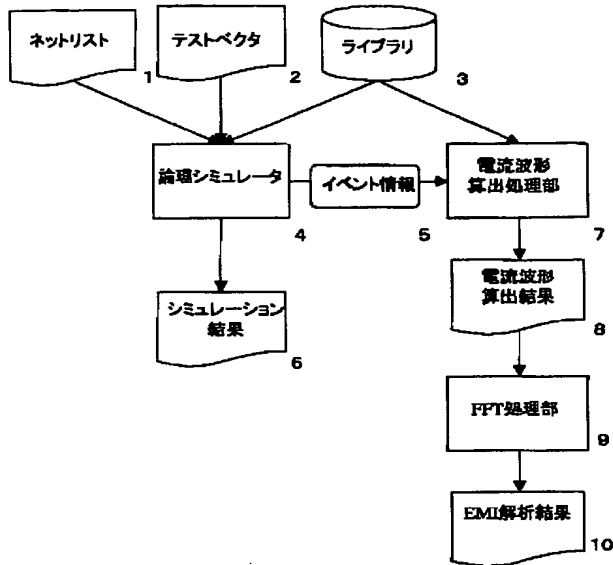 ネットリスト
1
テストベクタ
2
ライブラリ
3
論理シミュレータ
4
イベント情報
5
電流波形
算出処理部
7
シミュレーション
結果
6
電流波形
算出結果
8
FFT処理部
9
EMI解析結果
10